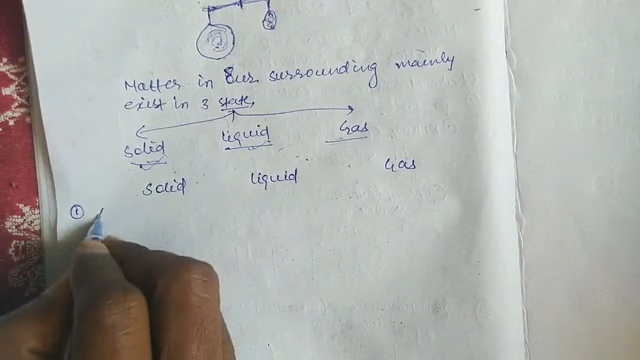 Matter in our surrounding mainly
exist in 3 state.
solid liquid Gas
solid liquid Gas
①